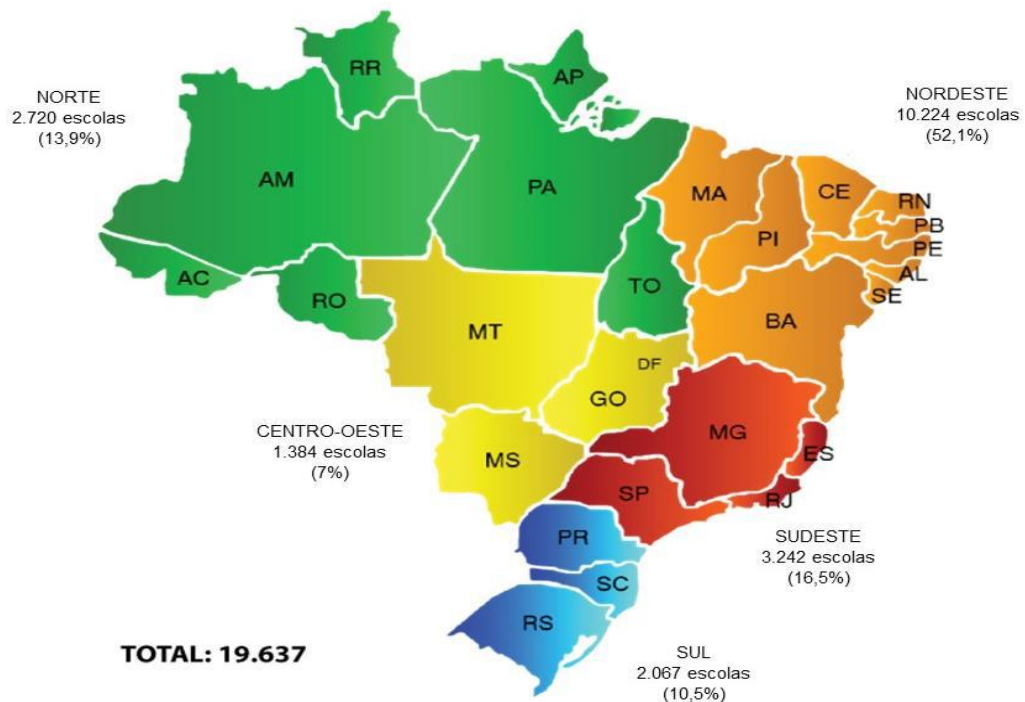 RR
AP
NORTE
2.720 escolas
(13,9%)
NORDESTE
10.224 escolas
(52,1%)
AM
PA
MA
CE
RN
PB
PI
PE
AC
RO
TO
AL
SE
MT
BA
DF
GO
CENTRO-OESTE
1.384 escolas
(7%)
MS
MG
ES
SP
RJ
PR
SUDESTE
3.242 escolas
(16,5%)
SC
RS
TOTAL: 19.637
SUL
2.067 escolas
(10,5%)